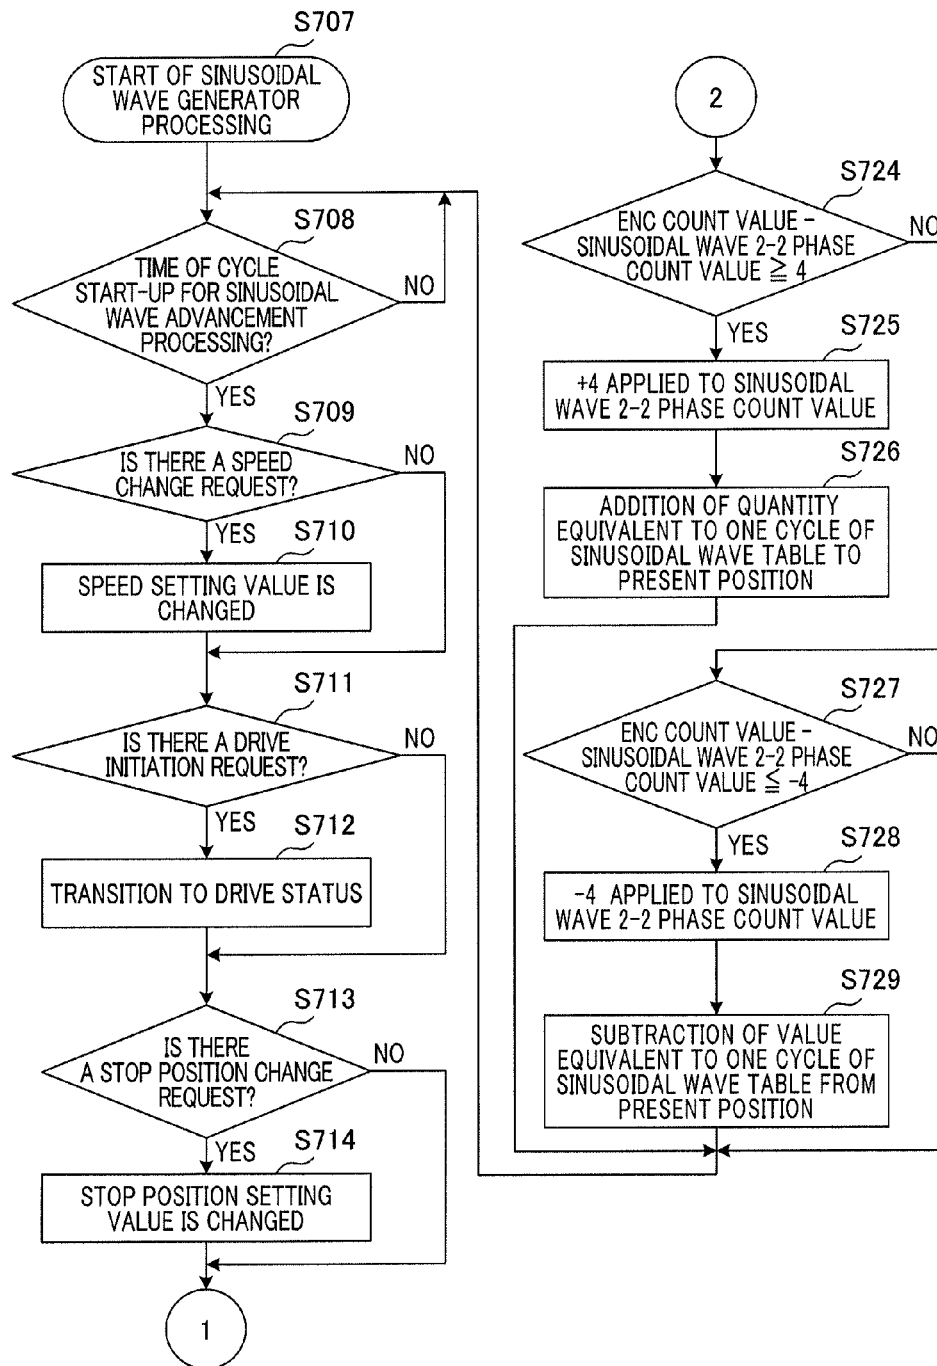 S707
START OF SINUSOIDAL
WAVE GENERATOR
PROCESSING
S708
TIME OF CYCLE
START-UP FOR SINUSOIDAL
WAVE ADVANCEMENT
PROCESSING?
NO
YES
S709
IS THERE A SPEED
CHANGE REQUEST?
NO
YES
S710
SPEED SETTING VALUE IS
CHANGED
S711
IS THERE A DRIVE
INITIATION REQUEST?
NO
YES
S712
TRANSITION TO DRIVE STATUS
S713
IS THERE
A STOP POSITION CHANGE
REQUEST?
NO
YES
S714
STOP POSITION SETTING
VALUE IS CHANGED
1
2
S724
ENC COUNT VALUE –
SINUSOIDAL WAVE 2-2 PHASE
COUNT VALUE ≧ 4
NO
YES
S725
+4 APPLIED TO SINUSOIDAL
WAVE 2-2 PHASE COUNT VALUE
S726
ADDITION OF QUANTITY
EQUIVALENT TO ONE CYCLE OF
SINUSOIDAL WAVE TABLE TO
PRESENT POSITION
S727
ENC COUNT VALUE –
SINUSOIDAL WAVE 2-2 PHASE
COUNT VALUE ≦ -4
NO
YES
S728
-4 APPLIED TO SINUSOIDAL
WAVE 2-2 PHASE COUNT VALUE
S729
SUBTRACTION OF VALUE
EQUIVALENT TO ONE CYCLE OF
SINUSOIDAL WAVE TABLE FROM
PRESENT POSITION